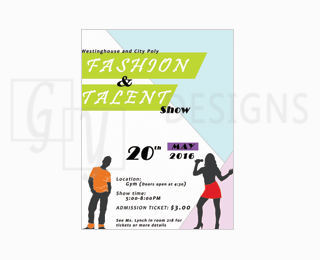 Westinghouse and City Poly
FASHION
&
TALENT
Show
20TH MAY
2016
Location:
Gym (Doors open at 4:30)
Show time:
5:00-8:00PM
ADMISSION TICKET: $3.00
See Ms. Lynch in room 218 for
tickets or more details
GN DESIGNS